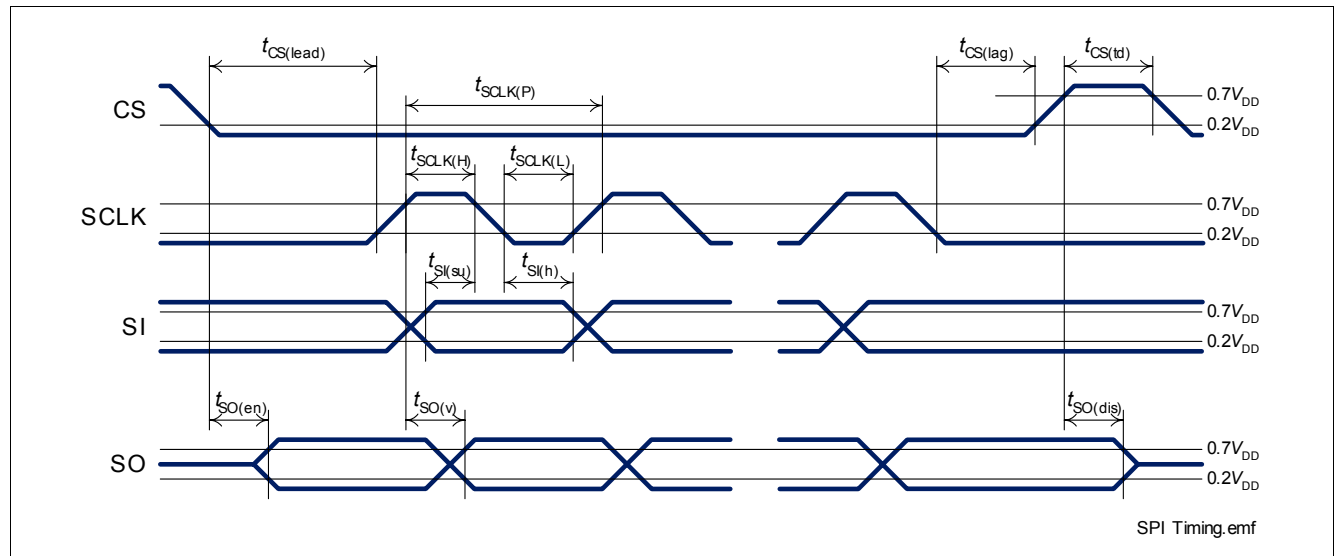 tCS(lead)
tCS(lag)
tCS(td)
tSCLK(P)
CS
0.7VDD
0.2VDD
tSCLK(H)
tSCLK(L)
SCLK
0.7VDD
0.2VDD
tSI(su)
tSI(h)
SI
0.7VDD
0.2VDD
tSO(en)
tSO(v)
tSO(dis)
SO
0.7VDD
0.2VDD
SPI Timing.emf